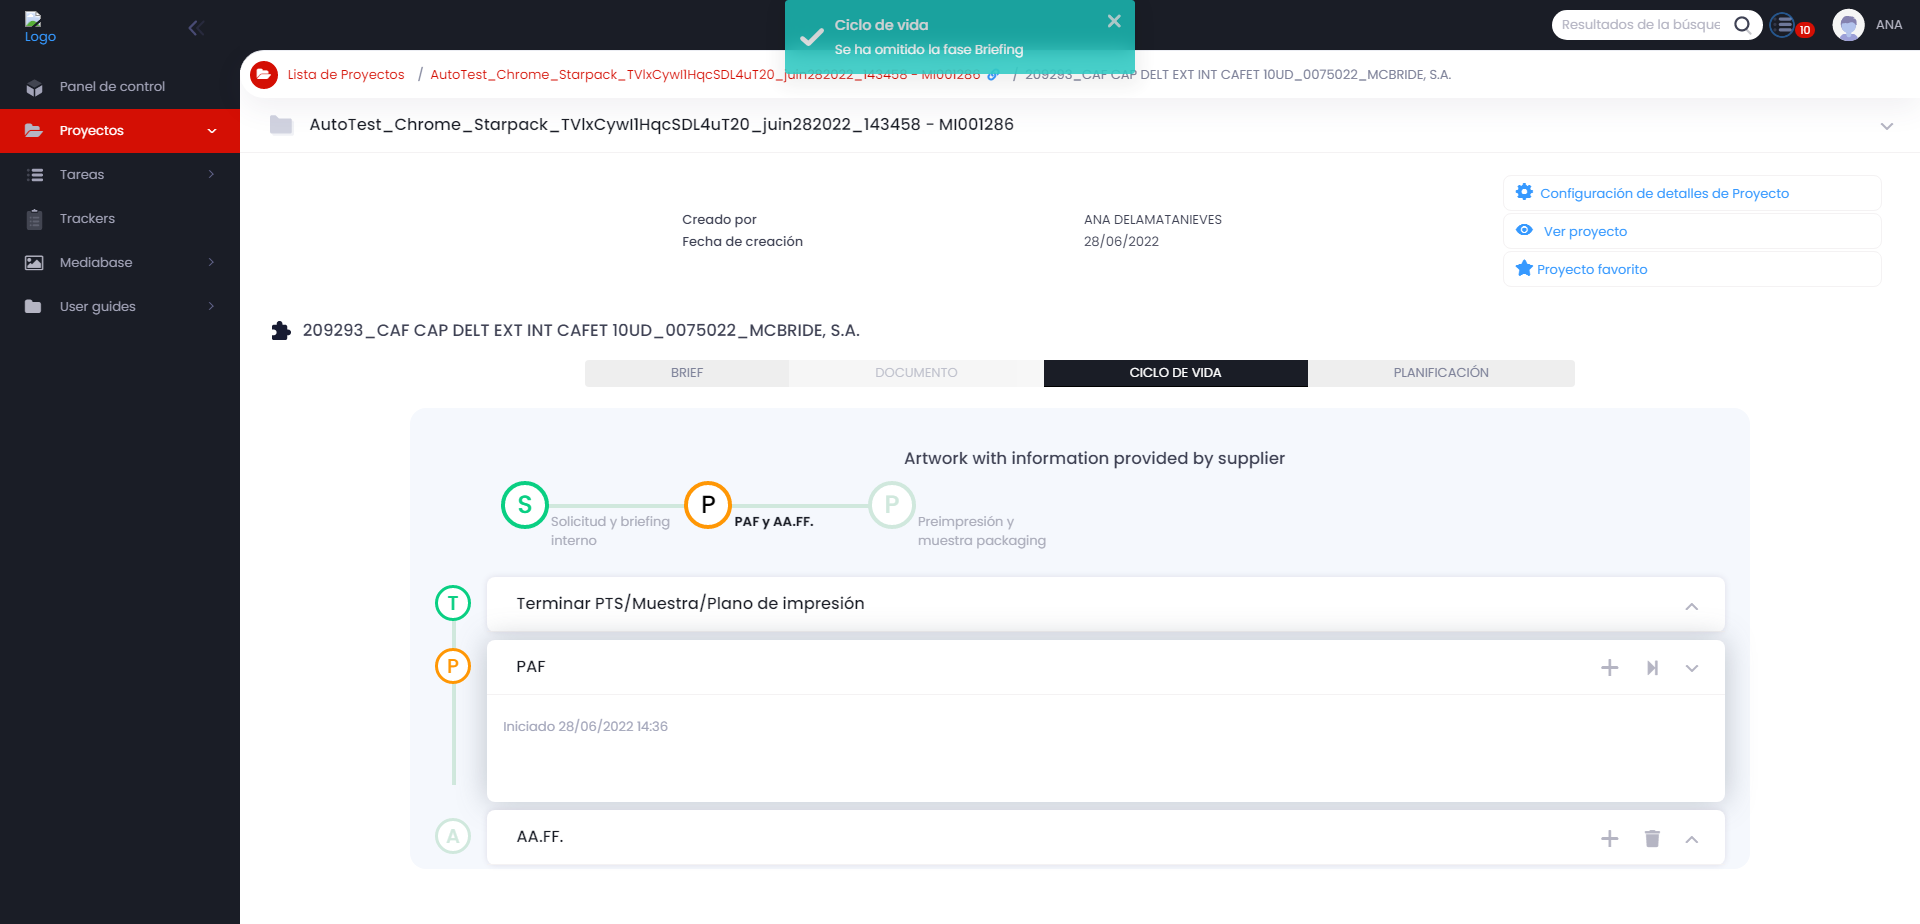 Logo
Panel de control
Proyectos
Tareas
Trackers
Mediabase
User guides
Ciclo de vida
Se ha omitido la fase Briefing
Resultados de la búsque
10
ANA
Lista de Proyectos / AutoTest_Chrome_Starpack_TVlxCywI1HqcSDL4uT20_juin282022_143458 - MI001286 / 209293_CAF CAP DELT EXT INT CAFET 10UD_0075022_MCBRIDE, S.A.
AutoTest_Chrome_Starpack_TVlxCywI1HqcSDL4uT20_juin282022_143458 - MI001286
Creado por ANA DELAMATANIEVES
Fecha de creación 28/06/2022
Configuración de detalles de Proyecto
Ver proyecto
Proyecto favorito
209293_CAF CAP DELT EXT INT CAFET 10UD_0075022_MCBRIDE, S.A.
BRIEF DOCUMENTO CICLO DE VIDA PLANIFICACIÓN
Artwork with information provided by supplier
S P P
Solicitud y briefing
interno
PAF y AA.FF.
Preimpresión y
muestra packaging
T
Terminar PTS/Muestra/Plano de impresión
P
PAF
Iniciado 28/06/2022 14:36
A
AA.FF.